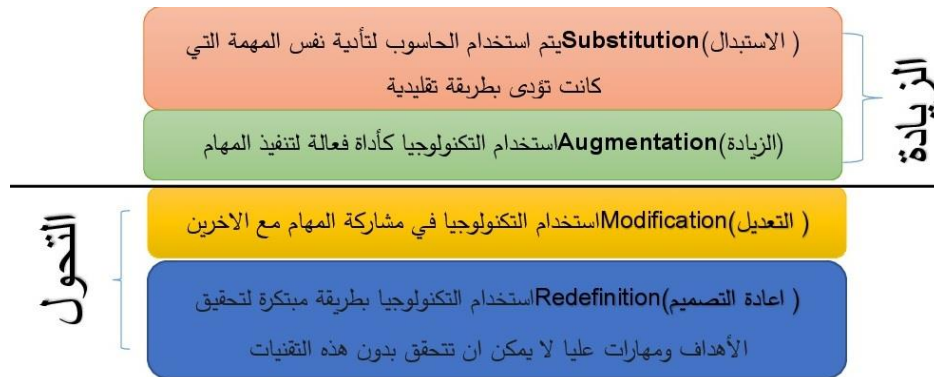 ( الاستبدال)Substitutionيتم استخدام الحاسوب لتأدية نفس المهمة التي
كانت تؤدى بطريقة تقليدية
(الزيادة)Augmentationاستخدام التكنولوجيا كأداة فعالة لتنفيذ المهام
الزيادة
( التعديل)Modificationاستخدام التكنولوجيا في مشاركة المهام مع الاخرين
( اعادة التصميم)Redefinitionاستخدام التكنولوجيا بطريقة مبتكرة لتحقيق
الأهداف ومهارات عليا لا يمكن ان تتحقق بدون هذه التقنيات
التحول